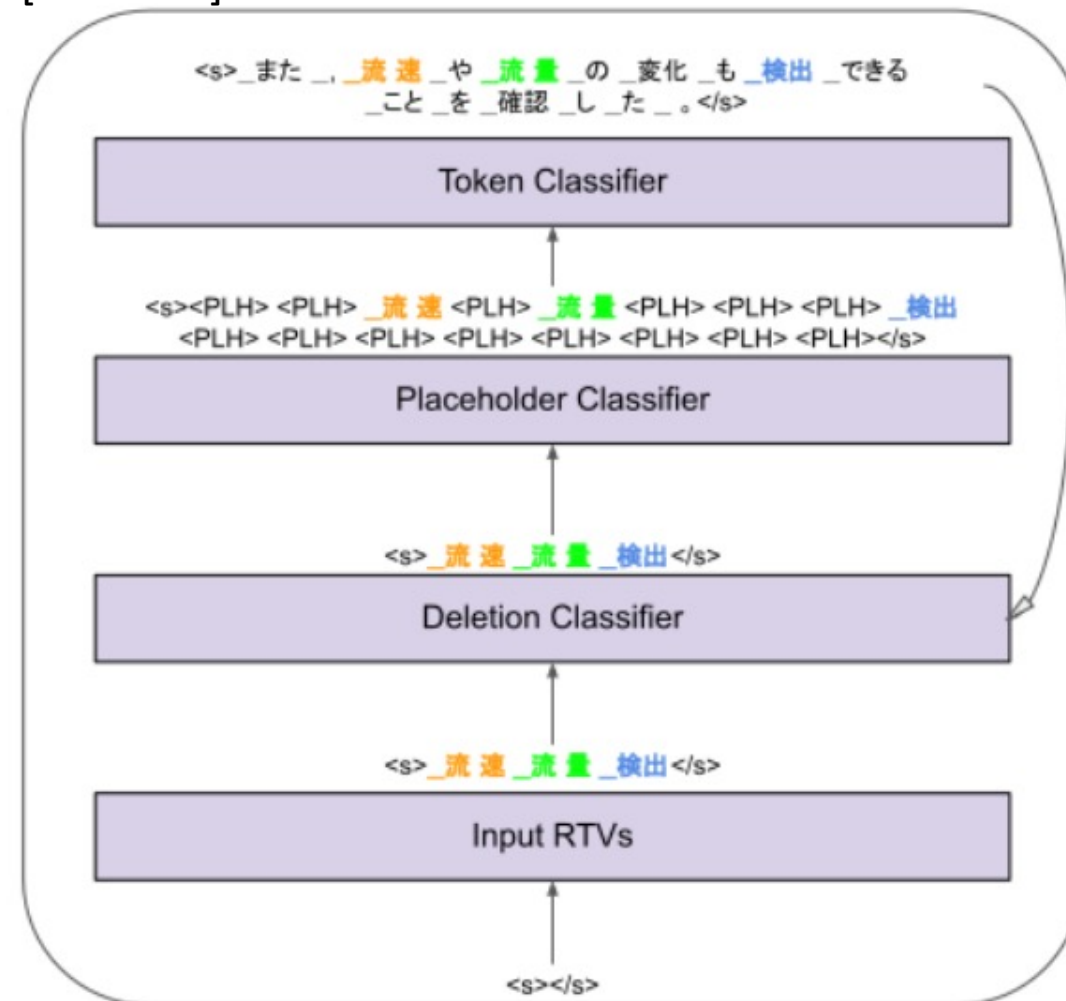 <s>_また _, _流 速 _や _流 量 _の _変化 _も _検出 _できる
_こと _を _確認 _し _た _ 。</s>
Token Classifier
<s><PLH> <PLH> _流 速 <PLH> _流 量 <PLH> <PLH> <PLH> _検出
<PLH> <PLH> <PLH> <PLH> <PLH> <PLH> <PLH> <PLH></s>
Placeholder Classifier
<s>_流 速 _流 量 _検出</s>
Deletion Classifier
<s>_流 速 _流 量 _検出</s>
Input RTVs
<s></s>